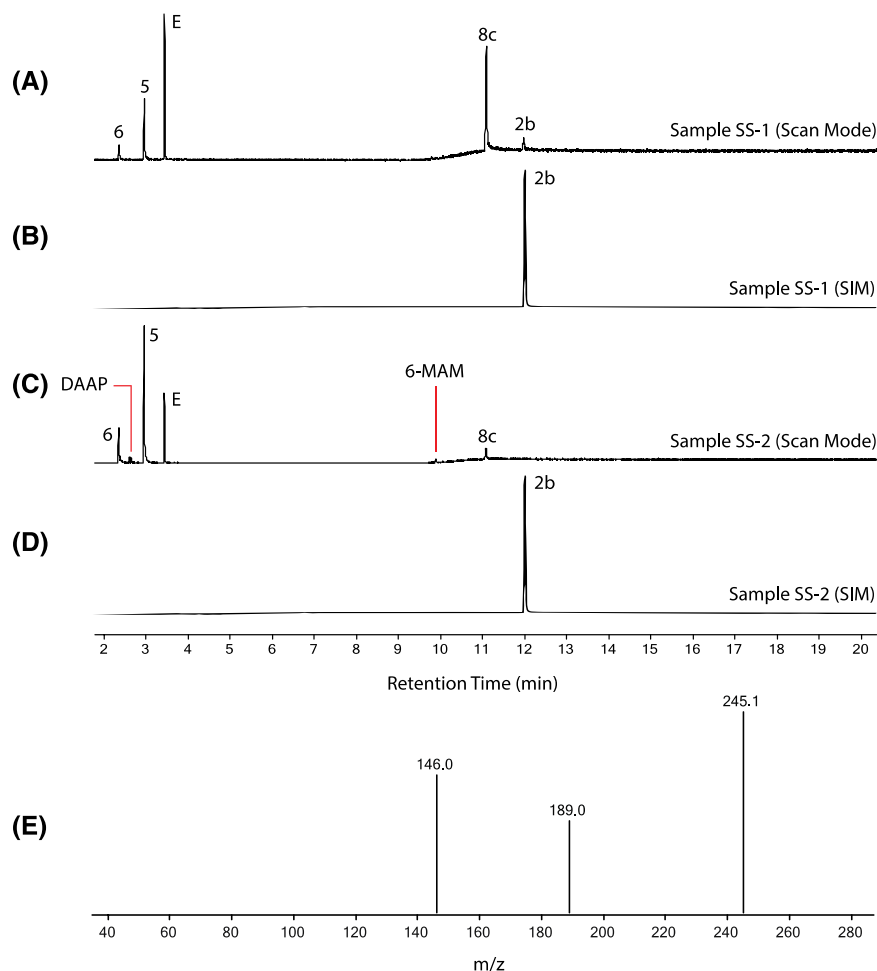 (A)
6
5
E
8c
2b
Sample SS-1 (Scan Mode)
(B)
2b
Sample SS-1 (SIM)
(C)
DAAP
6
5
E
6-MAM
8c
Sample SS-2 (Scan Mode)
(D)
2b
Sample SS-2 (SIM)
2 3 4 5 6 7 8 9 10 11 12 13 14 15 16 17 18 19 20
Retention Time (min)
(E)
146.0
189.0
245.1
40 60 80 100 120 140 160 180 200 220 240 260 280
m/z